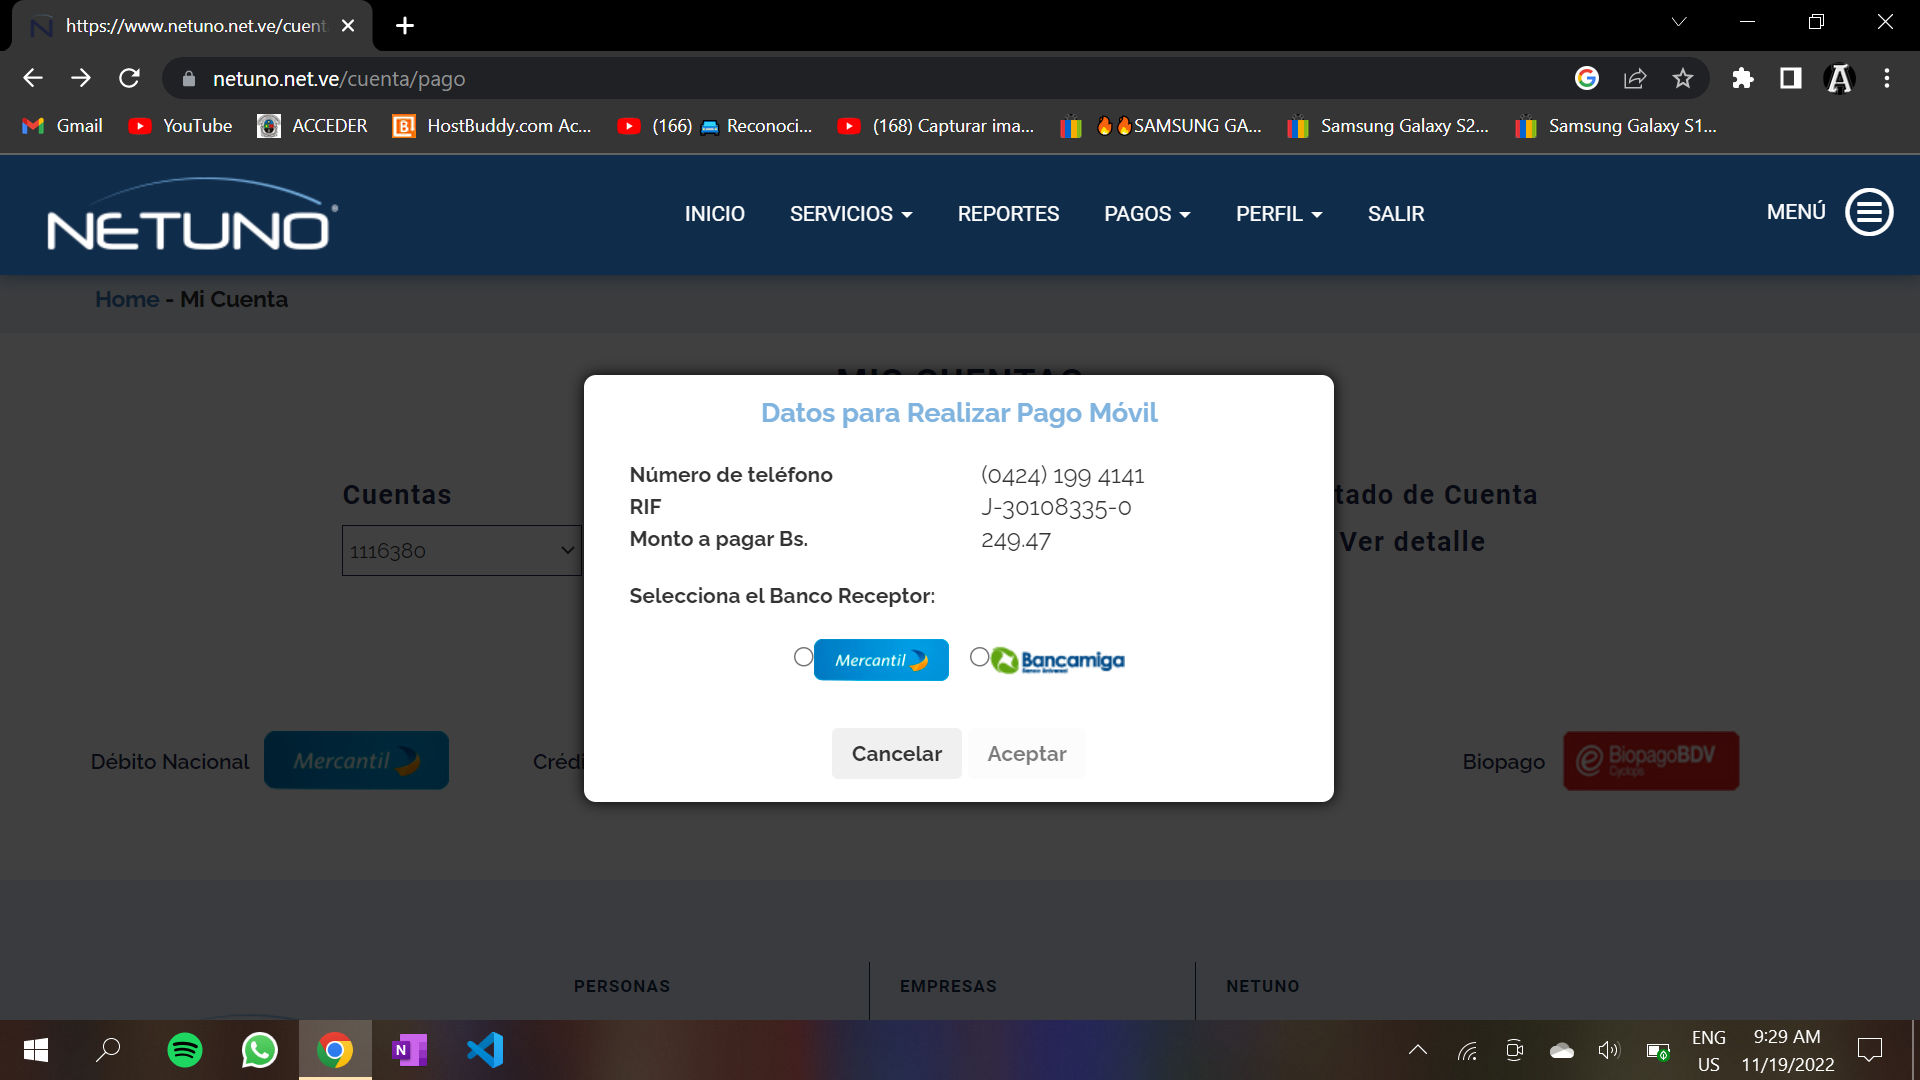 https://www.netuno.net.ve/cuent
netuno.net.ve/cuenta/pago
Gmail
YouTube
ACCEDER
HostBuddy.com Ac...
(166) 🚘 Reconoci...
(168) Capturar ima...
🔥🔥SAMSUNG GA...
Samsung Galaxy S2...
Samsung Galaxy S1...
NETUNO®
INICIO
SERVICIOS
REPORTES
PAGOS
PERFIL
SALIR
MENÚ
Home - Mi Cuenta
MIS CUENTAS
Datos para Realizar Pago Móvil
Número de teléfono (0424) 199 4141
RIF J-30108335-0
Monto a pagar Bs. 249.47
Selecciona el Banco Receptor:
Mercantil
Bancamiga
Cancelar
Aceptar
Cuentas
1116380
tado de Cuenta
Ver detalle
Débito Nacional
Mercantil
Crédi
Biopago
BiopagoBDV
Cyclops
PERSONAS
EMPRESAS
NETUNO
ENG
US
9:29 AM
11/19/2022